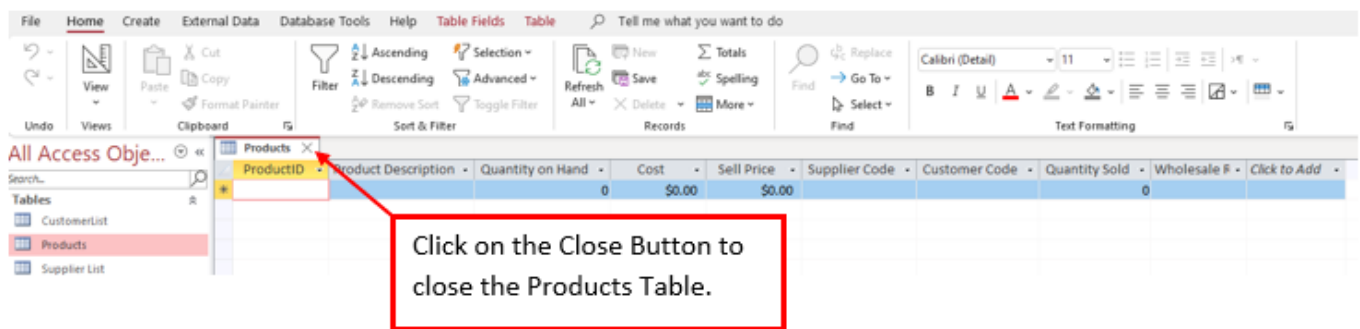 File Home Create External Data Database Tools Help Table Fields Table Tell me what you want to do
Cut Ascending Selection New Totals Replace Calibri (Detail) 11
View Paste Copy Filter Descending Advanced Refresh All Save Spelling Find Go To
Format Painter Remove Sort Toggle Filter Delete More Select B I U A
Undo Views Clipboard Sort & Filter Records Find Text Formatting
All Access Obje... Products
Search... ProductID Product Description Quantity on Hand Cost Sell Price Supplier Code Customer Code Quantity Sold Wholesale Click to Add
Tables 0 $0.00 $0.00 0
CustomerList
Products
Supplier List
Click on the Close Button to
close the Products Table.